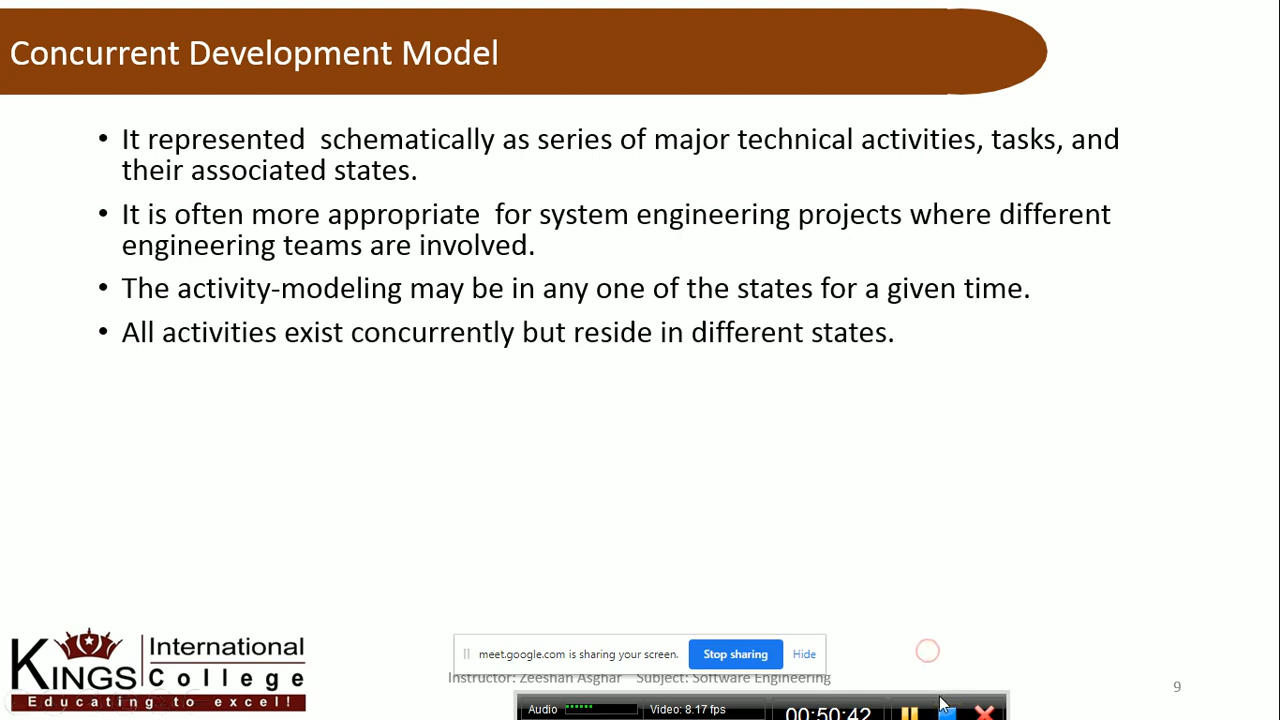 Concurrent Development Model
• It represented  schematically as series of major technical activities, tasks, and
their associated states.
• It is often more appropriate  for system engineering projects where different
engineering teams are involved.
• The activity-modeling may be in any one of the states for a given time.
• All activities exist concurrently but reside in different states.
KINGS International
College
Educating to excel!
meet.google.com is sharing your screen. Stop sharing Hide
Instructor: Zeeshan Asghar Subject: Software Engineering
9
Audio Video: 8.17 fps 00:50:42